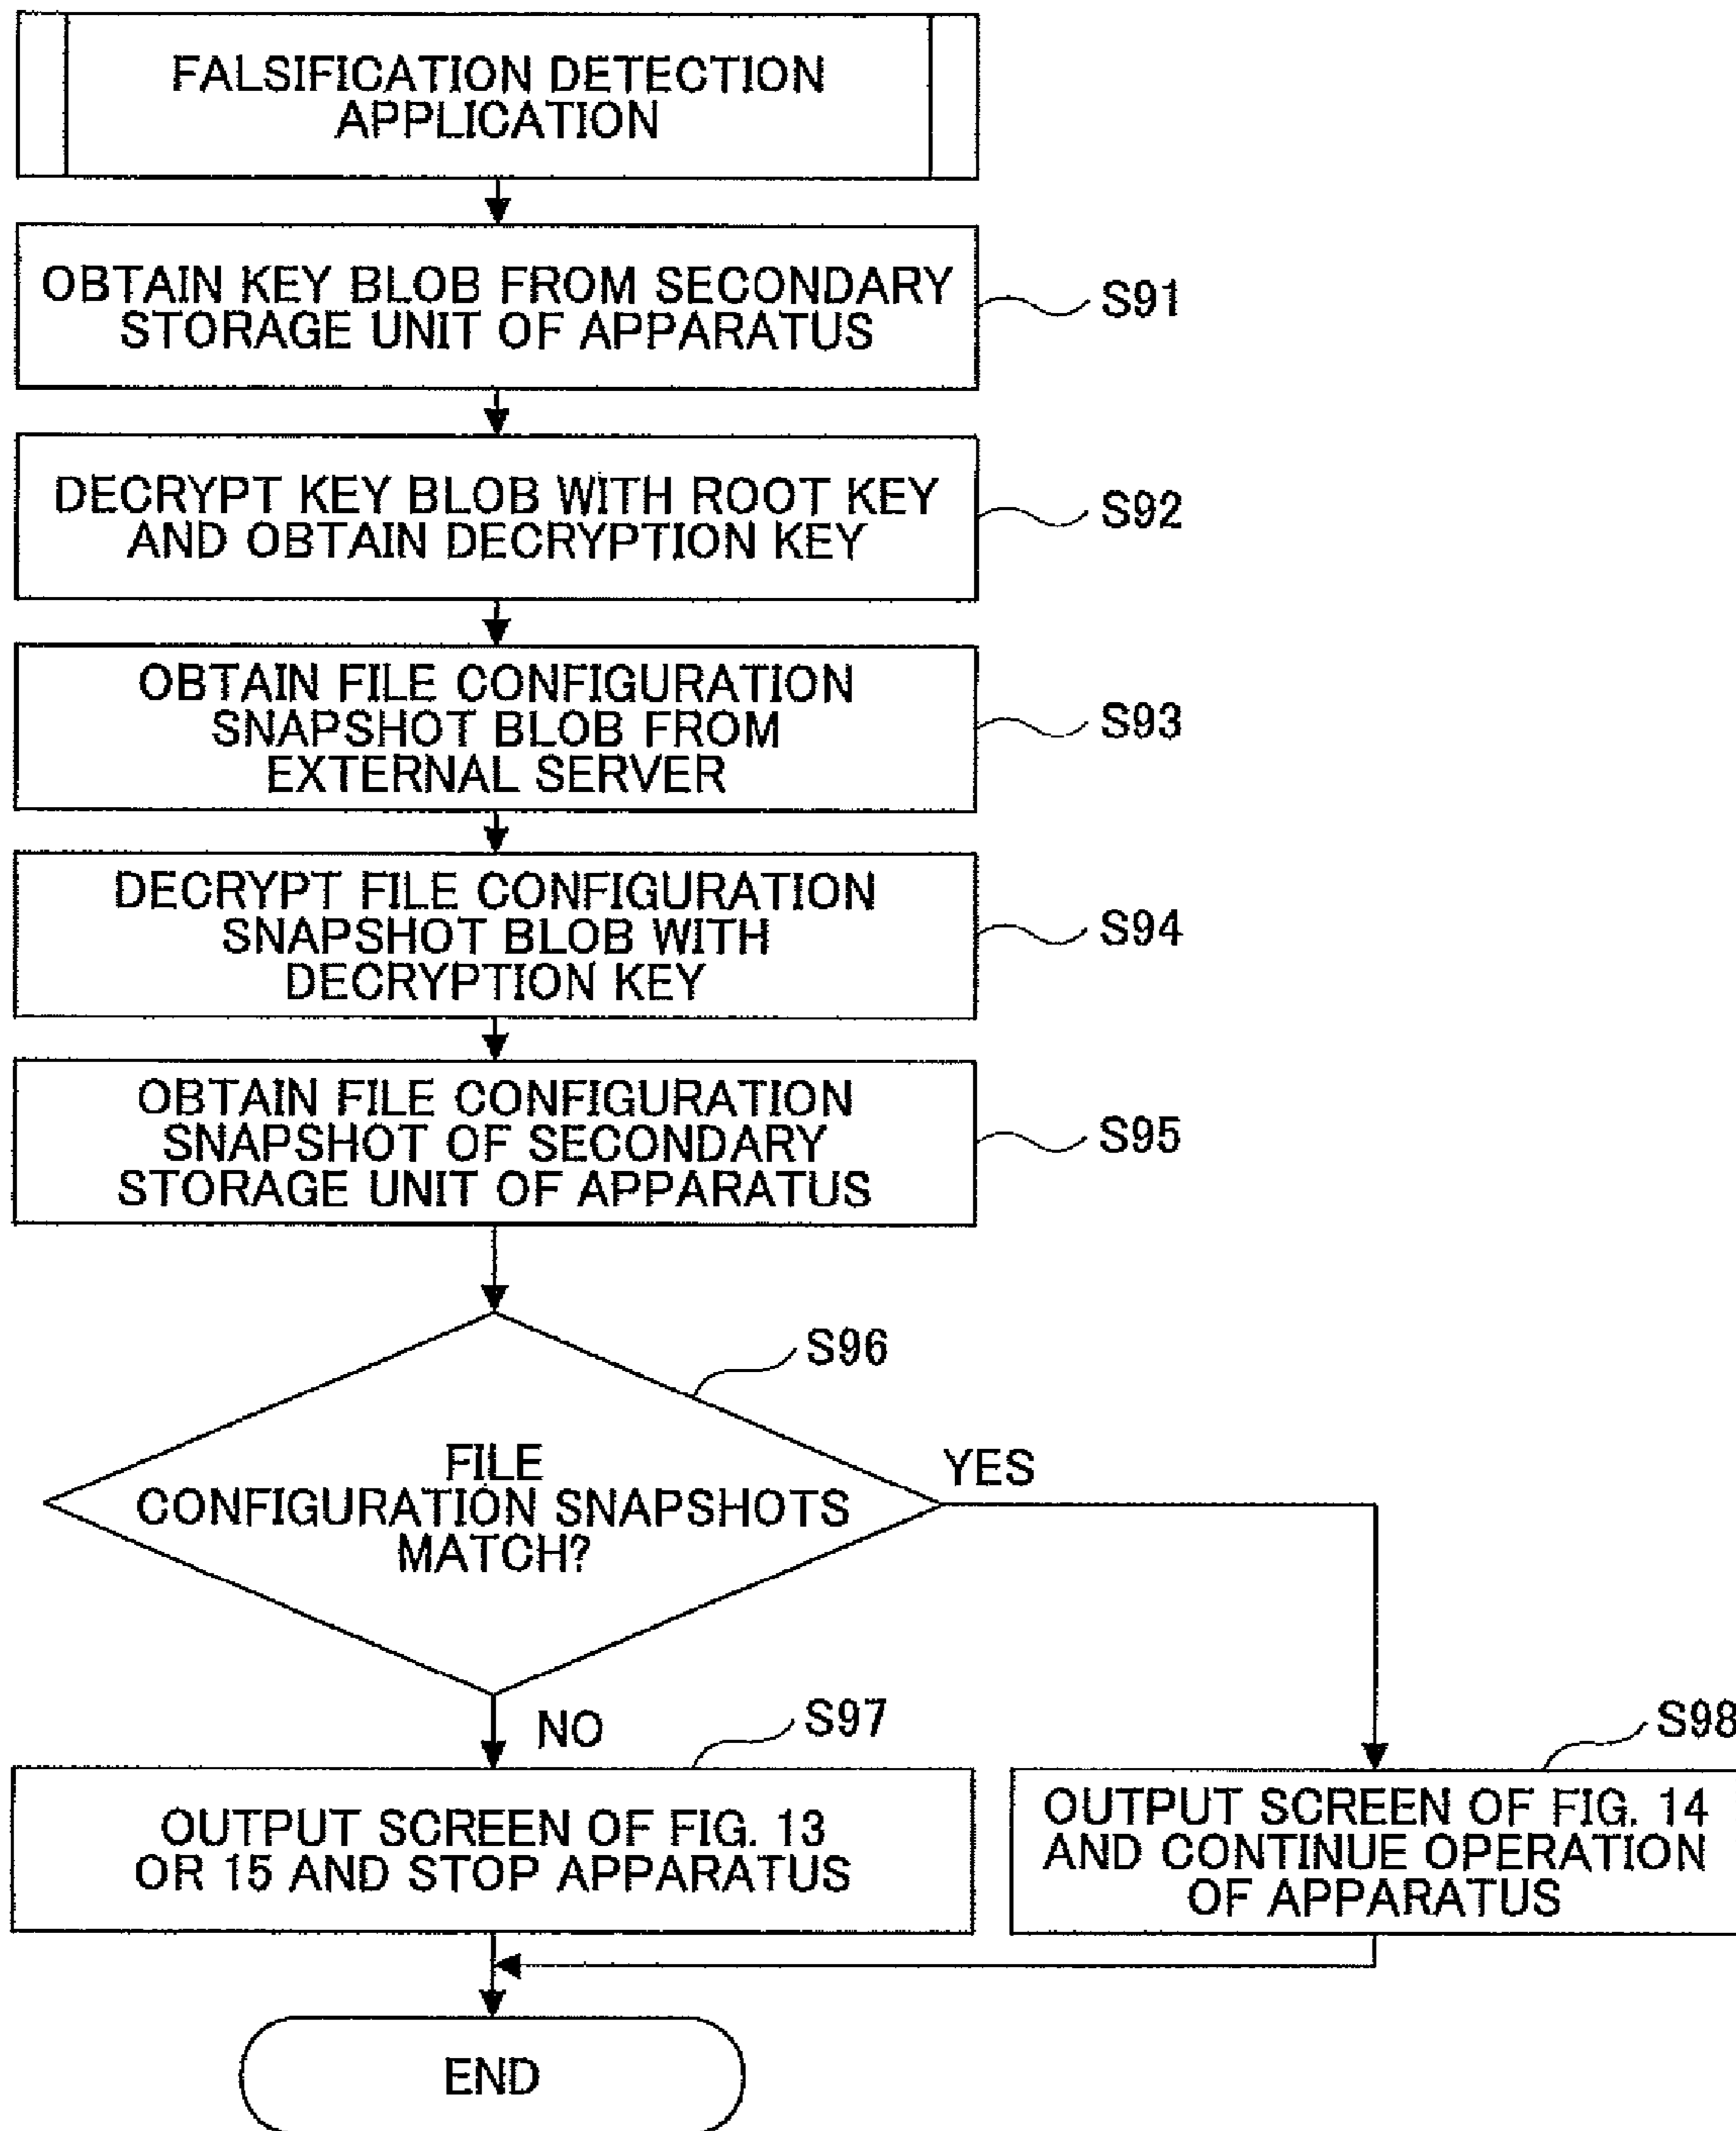 FALSIFICATION DETECTION
APPLICATION
OBTAIN KEY BLOB FROM SECONDARY
STORAGE UNIT OF APPARATUS
S91
DECRYPT KEY BLOB WITH ROOT KEY
AND OBTAIN DECRYPTION KEY
S92
OBTAIN FILE CONFIGURATION
SNAPSHOT BLOB FROM
EXTERNAL SERVER
S93
DECRYPT FILE CONFIGURATION
SNAPSHOT BLOB WITH
DECRYPTION KEY
S94
OBTAIN FILE CONFIGURATION
SNAPSHOT OF SECONDARY
STORAGE UNIT OF APPARATUS
S95
S96
FILE
CONFIGURATION SNAPSHOTS
MATCH?
YES
NO
S97
OUTPUT SCREEN OF FIG. 13
OR 15 AND STOP APPARATUS
S98
OUTPUT SCREEN OF FIG. 14
AND CONTINUE OPERATION
OF APPARATUS
END